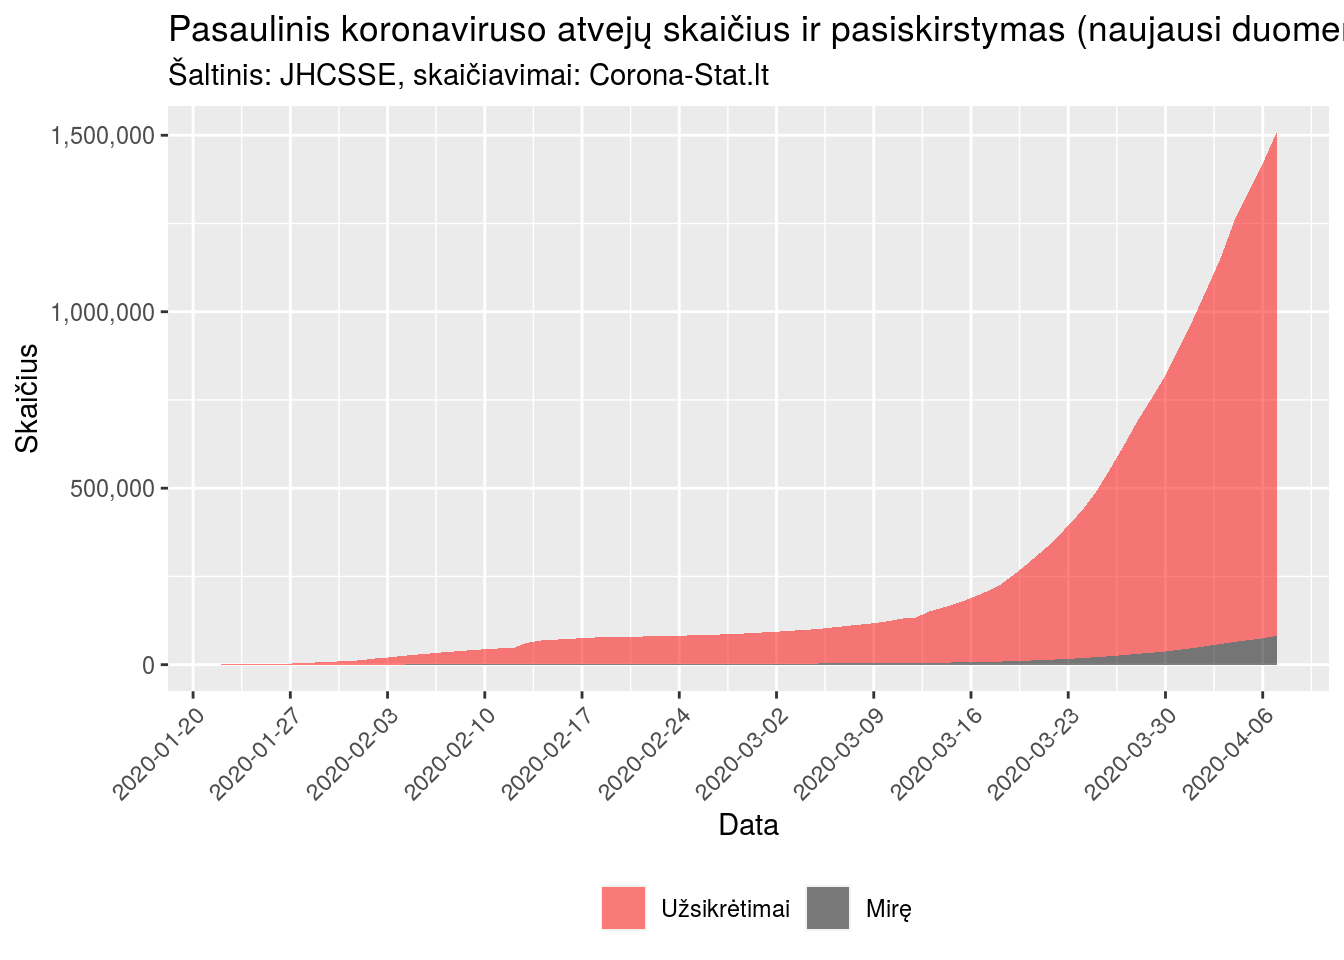 Pasaulinis koronaviruso atvejų skaičius ir pasiskirstymas (naujausi
Šaltinis: JHCSSE, skaičiavimai: Corona-Stat.lt
1,500,000
1,000,000
500,000
0
Skaičius
2020-01-20
2020-01-27
2020-02-03
2020-02-10
2020-02-17
2020-02-24
2020-03-02
2020-03-09
2020-03-16
2020-03-23
2020-03-30
2020-04-06
Data
Užsikrėtimai
Mirę